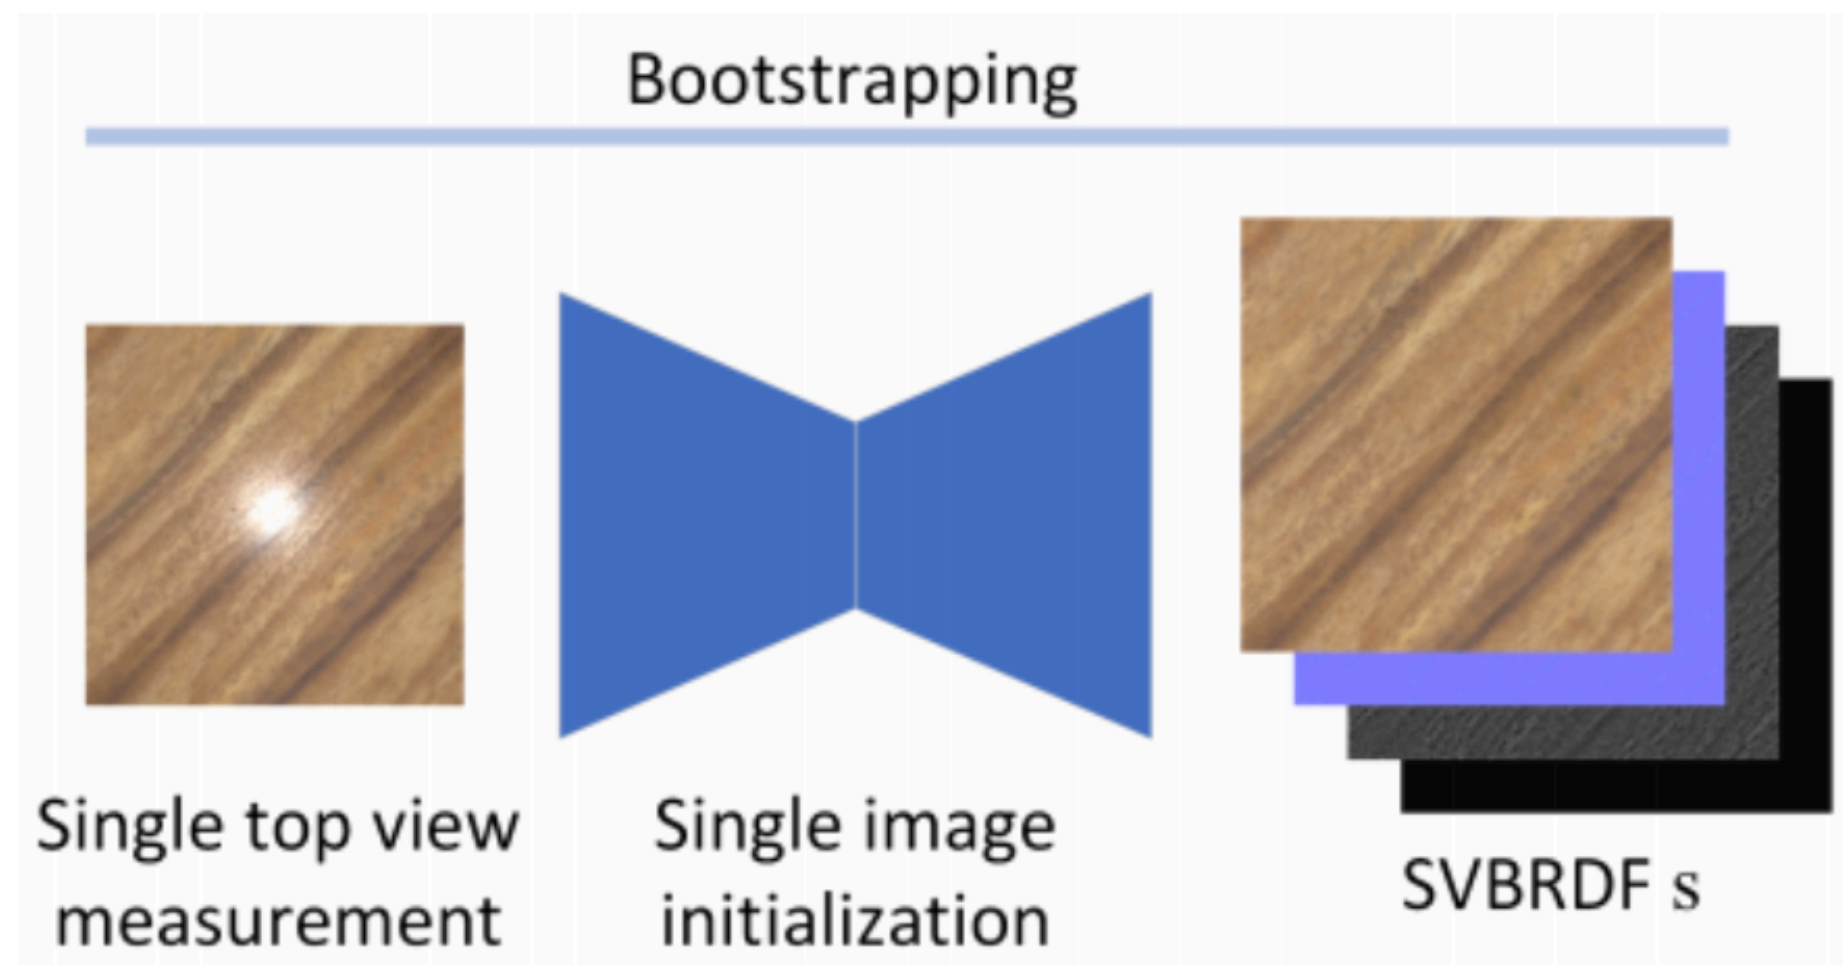 Bootstrapping
Single top view
measurement
Single image
initialization
SVBRDF s